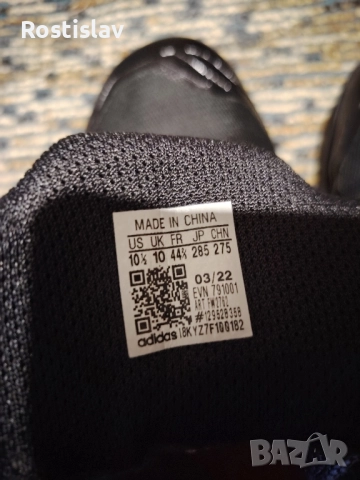 Rostislav
MADE IN CHINA
US UK FR JP CHN
10½ 10 44⅔ 285 275
03/22
EVN 791001
adidas
BAZAR